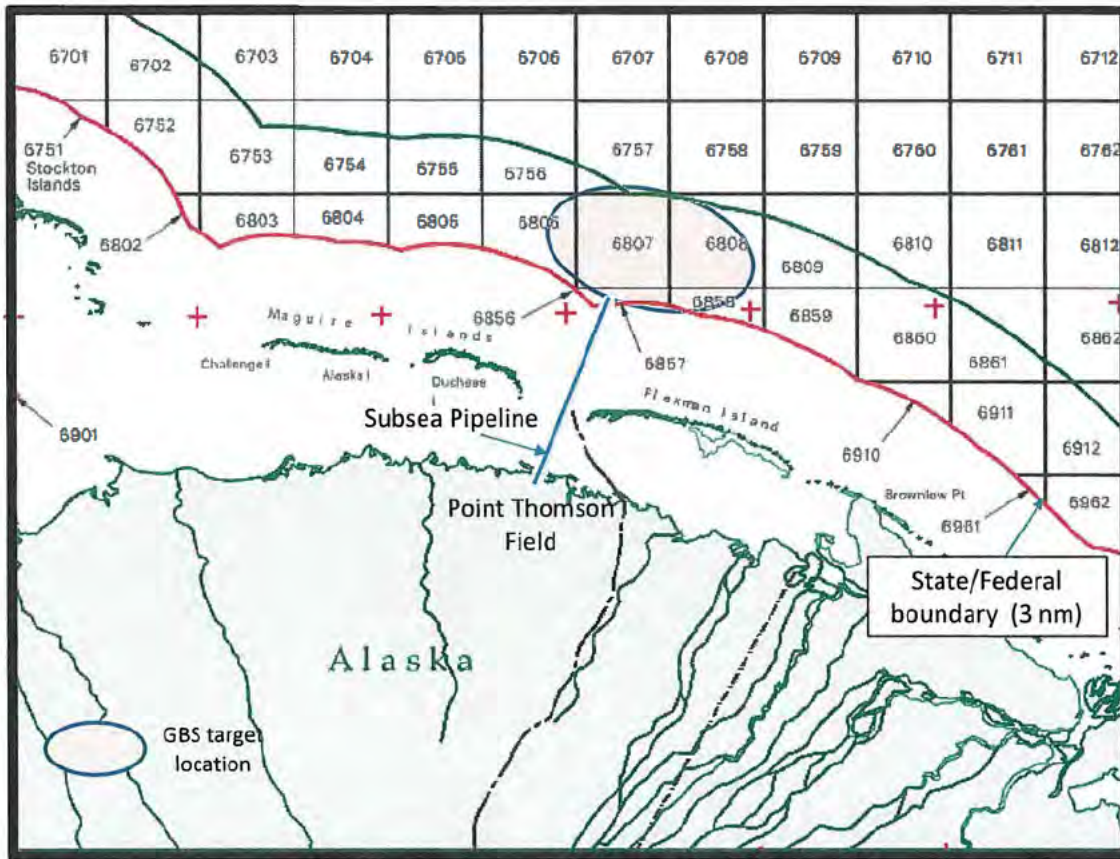 6701
6702
6703
6704
6705
6706
6707
6708
6709
6710
6711
6712
6751
Stockton
Islands
6752
6753
6754
6755
6756
6757
6758
6759
6760
6761
6762
6802
6803
6804
6805
6806
6807
6808
6809
6810
6811
6812
6856
6857
6858
6859
6860
6861
6862
Maguire Islands
Challenge I
Alaska I
Duchess
I
Flaxman Island
6901
6910
6911
6912
Subsea Pipeline
Point Thomson
Field
Brownlow Pt
6961
6962
State/Federal
boundary (3 nm)
Alaska
GBS target
location